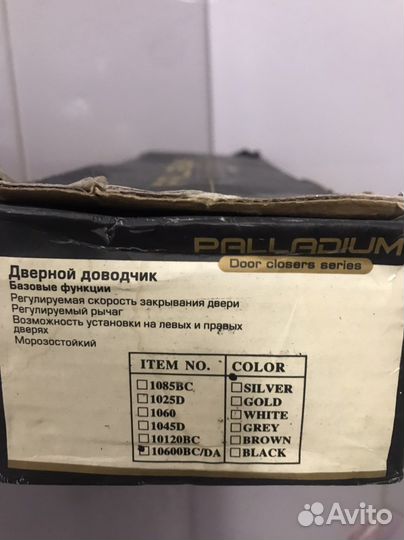 PALLADIUM
Door closers series
Дверной доводчик
Базовые функции
Регулируемая скорость закрывания двери
Регулируемый рычаг
Возможность установки на левых и правых
дверях
Морозостойкий
ITEM NO. COLOR
1085BC SILVER
1025D GOLD
1060 WHITE
1045D GREY
10120BC BROWN
10600BC/DA BLACK
Avito